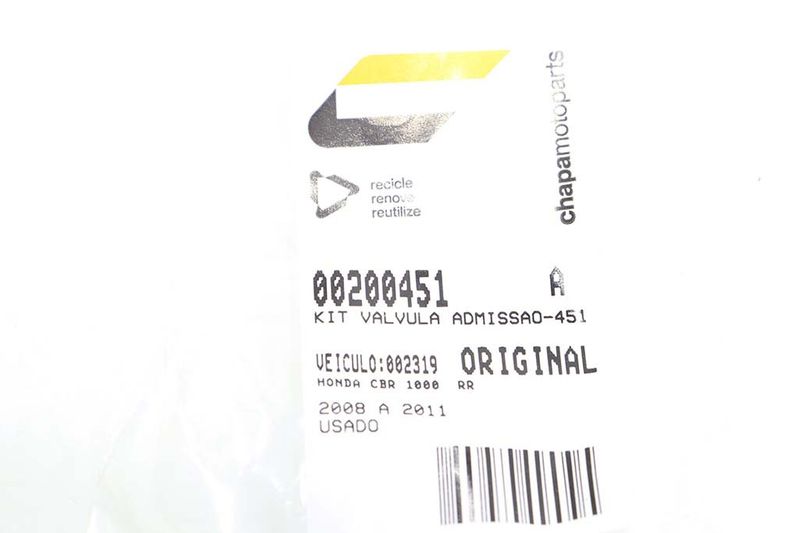 chapamotoparts
recicle
renove
reutilize
00200451 A
KIT VALVULA ADMISSAO-451
VEICULO:002319 ORIGINAL
HONDA CBR 1000 RR
2008 A 2011
USADO